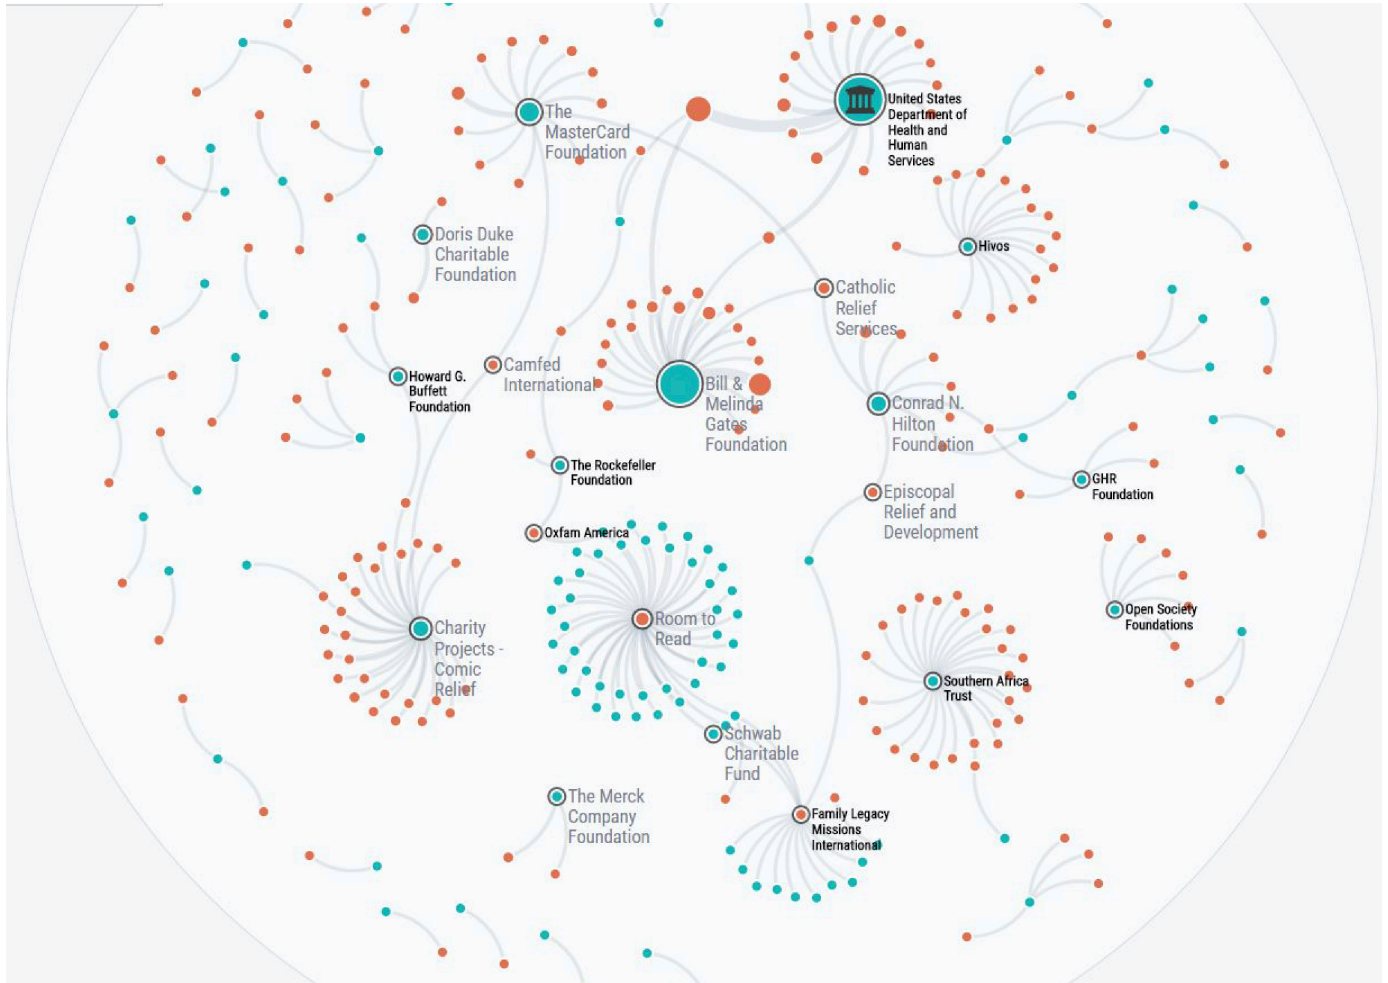 The
MasterCard
Foundation
United States
Department of
Health and
Human
Services
Doris Duke
Charitable
Foundation
Hivos
Catholic
Relief
Services
Howard G.
Buffett
Foundation
Camfed
International
Bill &
Melinda
Gates
Foundation
Conrad N.
Hilton
Foundation
The Rockefeller
Foundation
GHR
Foundation
Episcopal
Relief and
Development
Oxfam America
Room to
Read
Charity
Projects -
Comic
Relief
Open Society
Foundations
Southern Africa
Trust
Schwab
Charitable
Fund
The Merck
Company
Foundation
Family Legacy
Missions
International